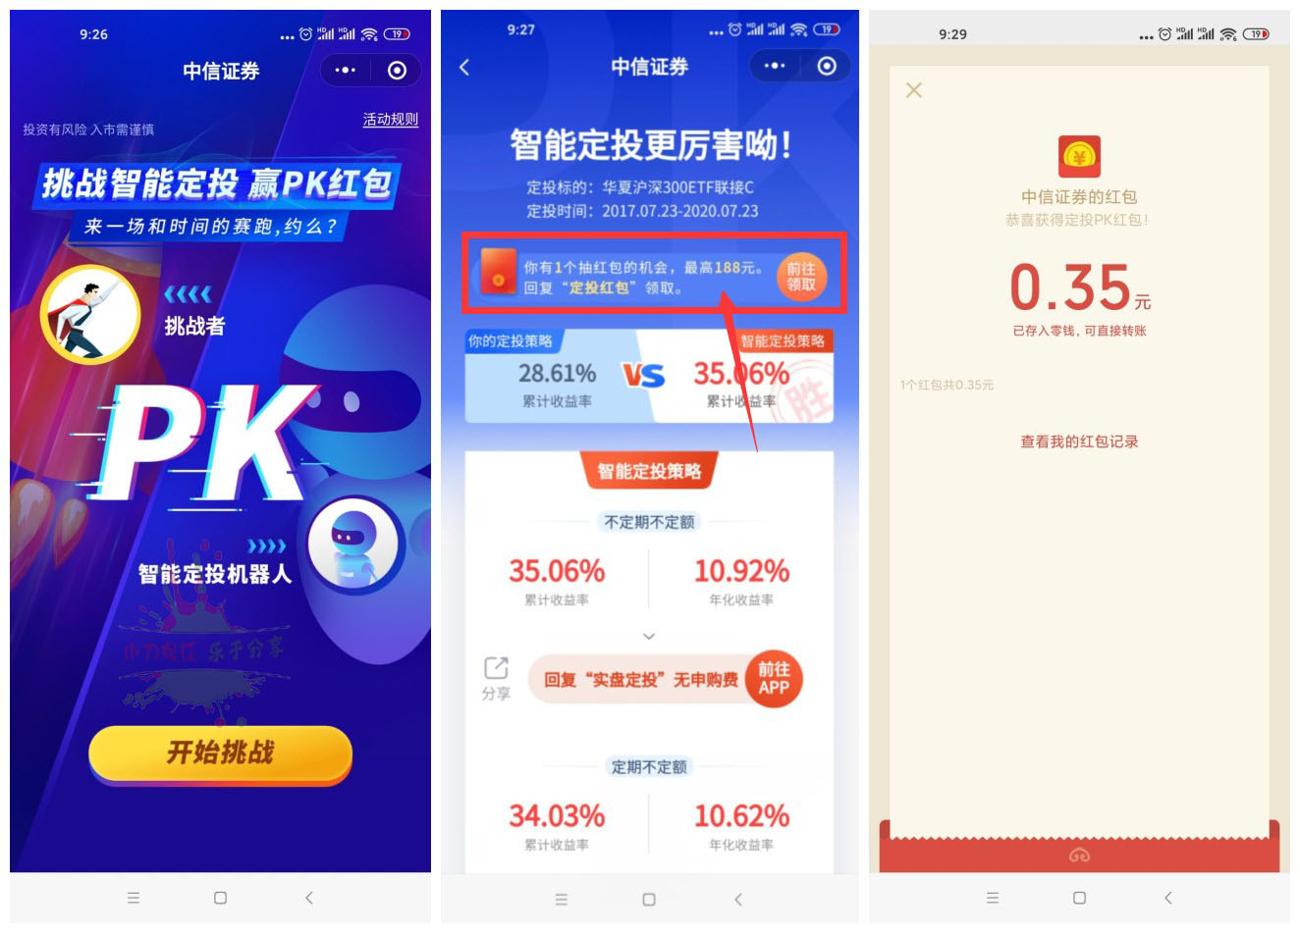 9:26
HD HD 6 19
中信证券
投资有风险 入市需谨慎
活动规则
挑战智能定投 赢PK红包
来一场和时间的赛跑,约么?
挑战者
PK
智能定投机器人
乐于分享
开始挑战
9:27
HD HD 6 19
中信证券
智能定投更厉害呦!
定投标的：华夏沪深300ETF联接C
定投时间：2017.07.23-2020.07.23
你有1个抽红包的机会，最高188元。
回复“定投红包”领取。
前往
领取
你的定投策略
智能定投策略
28.61%
VS
35.06%
累计收益率
累计收益率
胜
智能定投策略
不定期不定额
35.06%
10.92%
累计收益率
年化收益率
分享
回复“实盘定投”无申购费
前往
APP
定期不定额
34.03%
10.62%
累计收益率
年化收益率
9:29
HD HD 6 19
中信证券的红包
恭喜获得定投PK红包!
0.35元
已存入零钱，可直接转账
1个红包共0.35元
查看我的红包记录